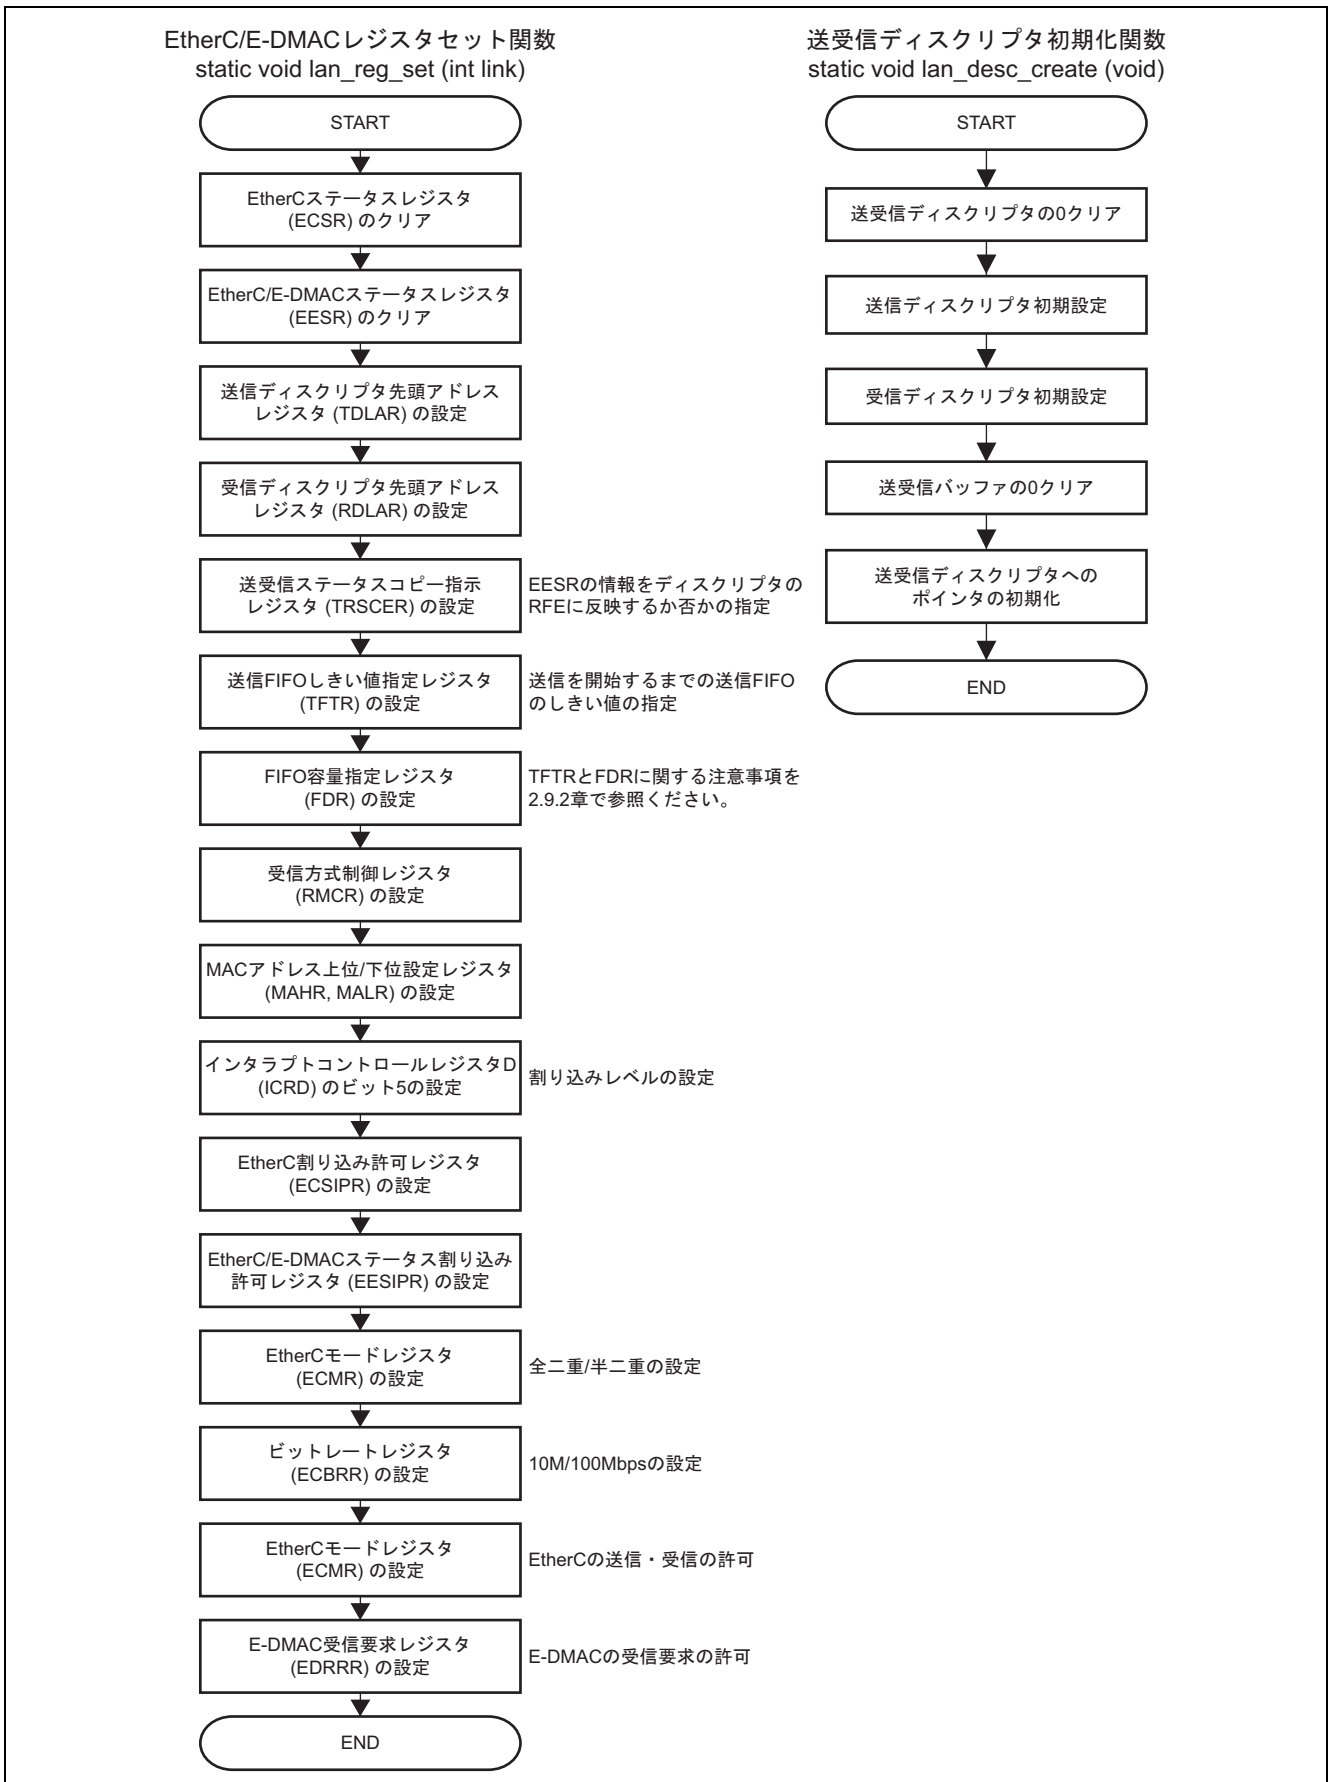 EtherC/E-DMACレジスタセット関数
static void lan_reg_set (int link)
START
EtherCステータスレジスタ
(ECSR) のクリア
EtherC/E-DMACステータスレジスタ
(EESR) のクリア
送信ディスクリプタ先頭アドレス
レジスタ (TDLAR) の設定
受信ディスクリプタ先頭アドレス
レジスタ (RDLAR) の設定
送受信ステータスコピー指示
レジスタ (TRSCER) の設定
EESRの情報をディスクリプタの
RFEに反映するか否かの指定
送信FIFOしきい値指定レジスタ
(TFTR) の設定
送信を開始するまでの送信FIFO
のしきい値の指定
FIFO容量指定レジスタ
(FDR) の設定
TFTRとFDRに関する注意事項を
2.9.2章で参照ください。
受信方式制御レジスタ
(RMCR) の設定
MACアドレス上位/下位設定レジスタ
(MAHR, MALR) の設定
インタラプトコントロールレジスタD
(ICRD) のビット5の設定
割り込みレベルの設定
EtherC割り込み許可レジスタ
(ECSIPR) の設定
EtherC/E-DMACステータス割り込み
許可レジスタ (EESIPR) の設定
EtherCモードレジスタ
(ECMR) の設定
全二重/半二重の設定
ビットレートレジスタ
(ECBRR) の設定
10M/100Mbpsの設定
EtherCモードレジスタ
(ECMR) の設定
EtherCの送信・受信の許可
E-DMAC受信要求レジスタ
(EDRRR) の設定
E-DMACの受信要求の許可
END
送受信ディスクリプタ初期化関数
static void lan_desc_create (void)
START
送受信ディスクリプタの0クリア
送信ディスクリプタ初期設定
受信ディスクリプタ初期設定
送受信バッファの0クリア
送受信ディスクリプタへの
ポインタの初期化
END